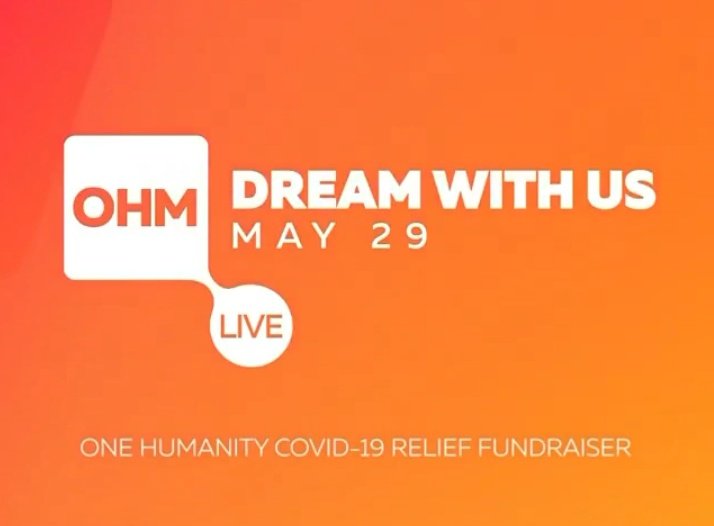 OHM
DREAM WITH US
MAY 29
LIVE
ONE HUMANITY COVID-19 RELIEF FUNDRAISER